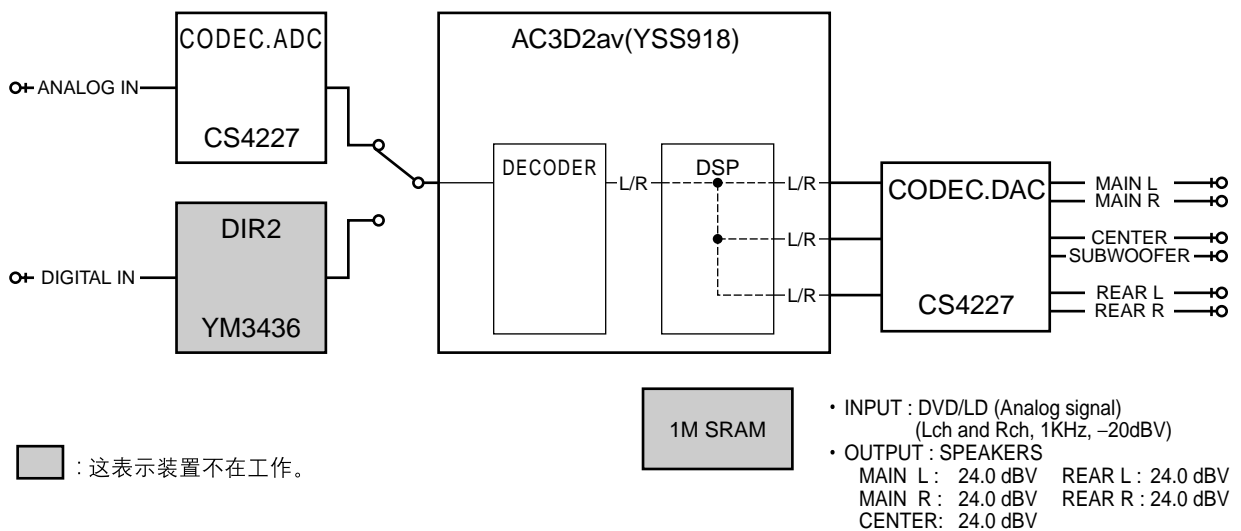 CODEC.ADC
CS4227
ANALOG IN
DIR2
YM3436
DIGITAL IN
AC3D2av(YSS918)
DECODER
L/R
DSP
L/R
L/R
L/R
CODEC.DAC
CS4227
MAIN L
MAIN R
CENTER
SUBWOOFER
REAR L
REAR R
: 这表示装置不在工作。
1M SRAM
・INPUT : DVD/LD (Analog signal)
(Lch and Rch, 1KHz, −20dBV)
・OUTPUT : SPEAKERS
MAIN L : 24.0 dBV REAR L : 24.0 dBV
MAIN R : 24.0 dBV REAR R : 24.0 dBV
CENTER: 24.0 dBV